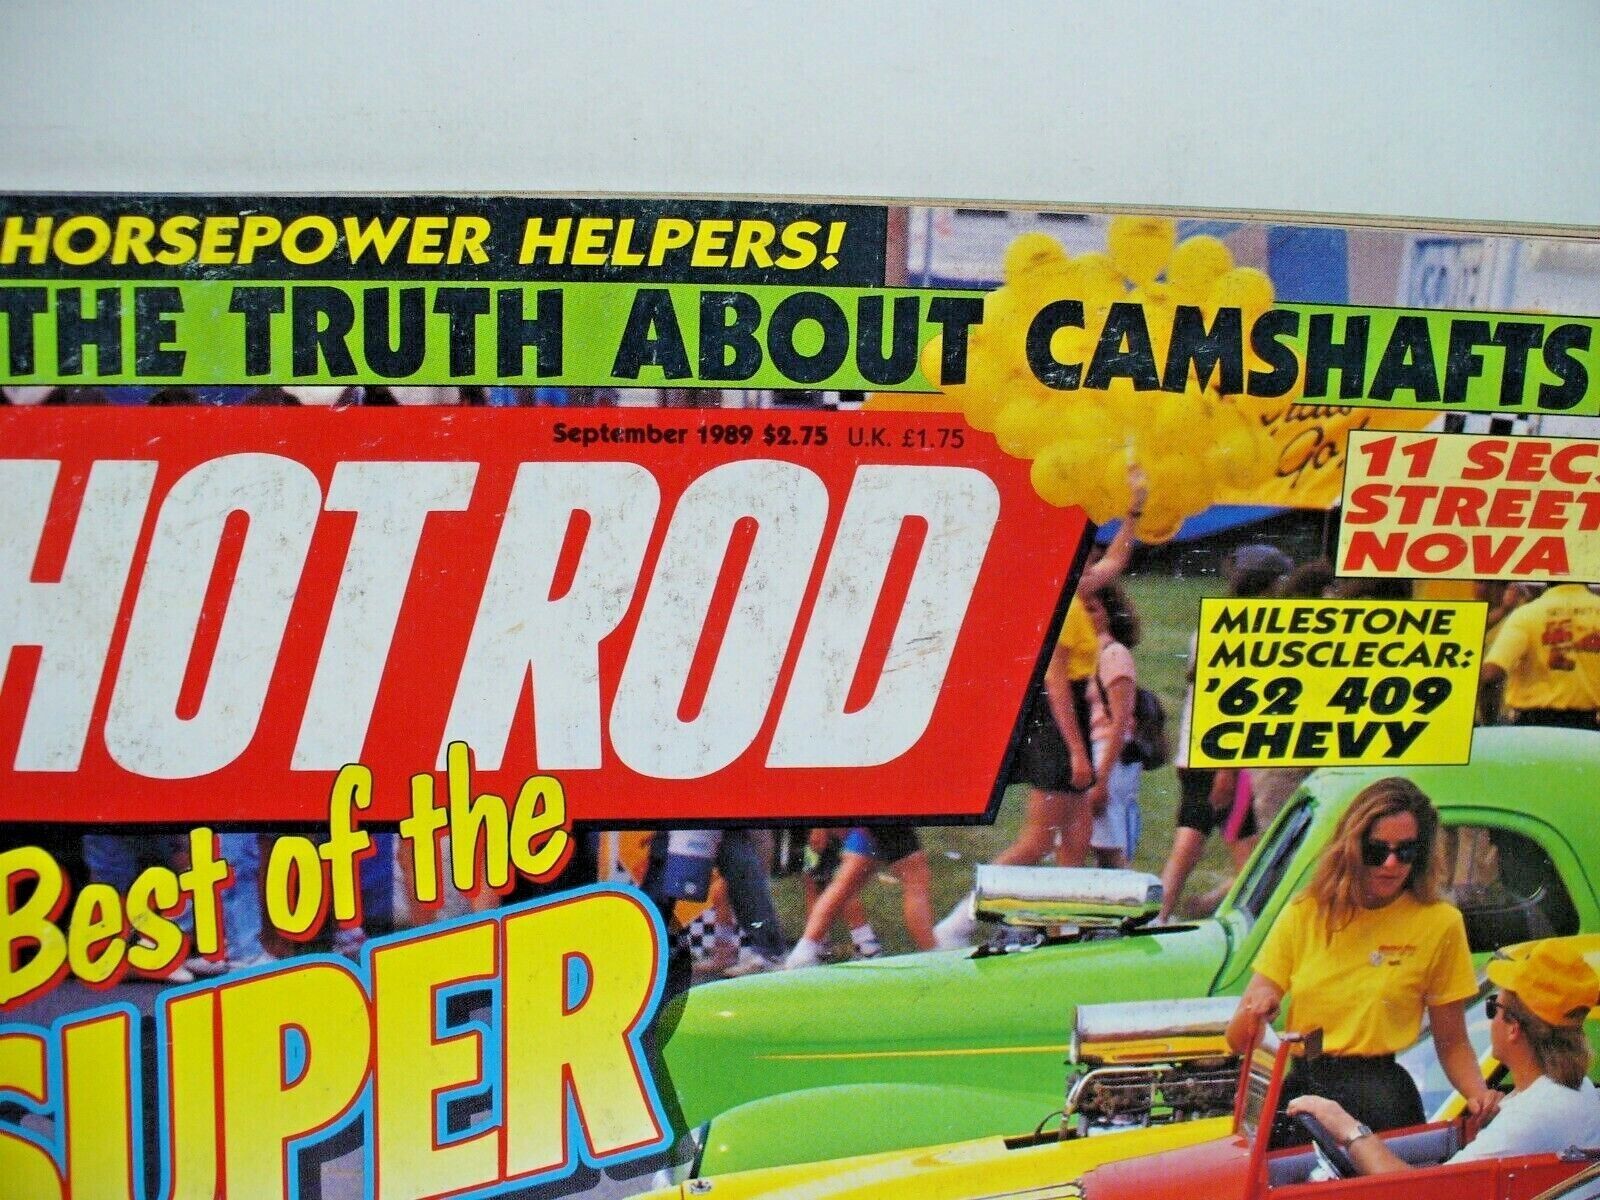 HORSEPOWER HELPERS!
THE TRUTH ABOUT CAMSHAFTS
September 1989 $2.75 U.K. £1.75
HOT ROD
11 SEC.
STREET
NOVA
MILESTONE
MUSCLECAR:
'62 409
CHEVY
Best of the
SUPER
Go!